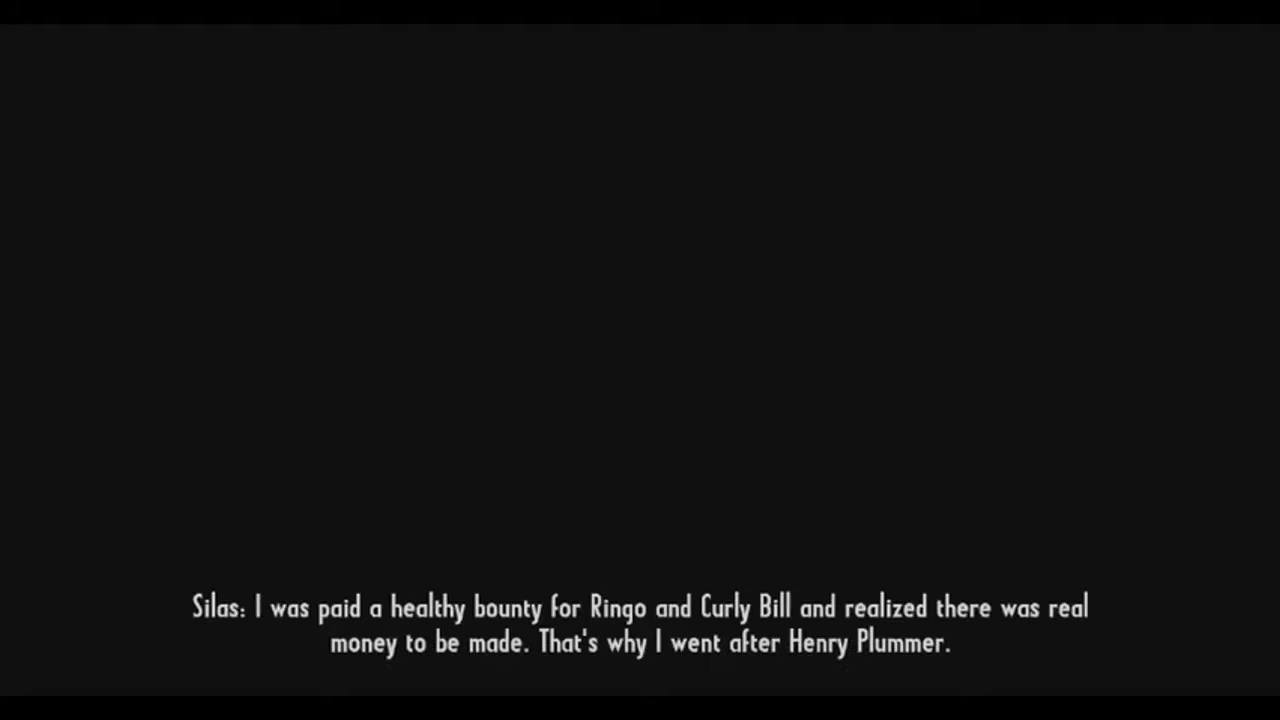 Silas: I was paid a healthy bounty for Ringo and Curly Bill and realized there was real
money to be made. That's why I went after Henry Plummer.